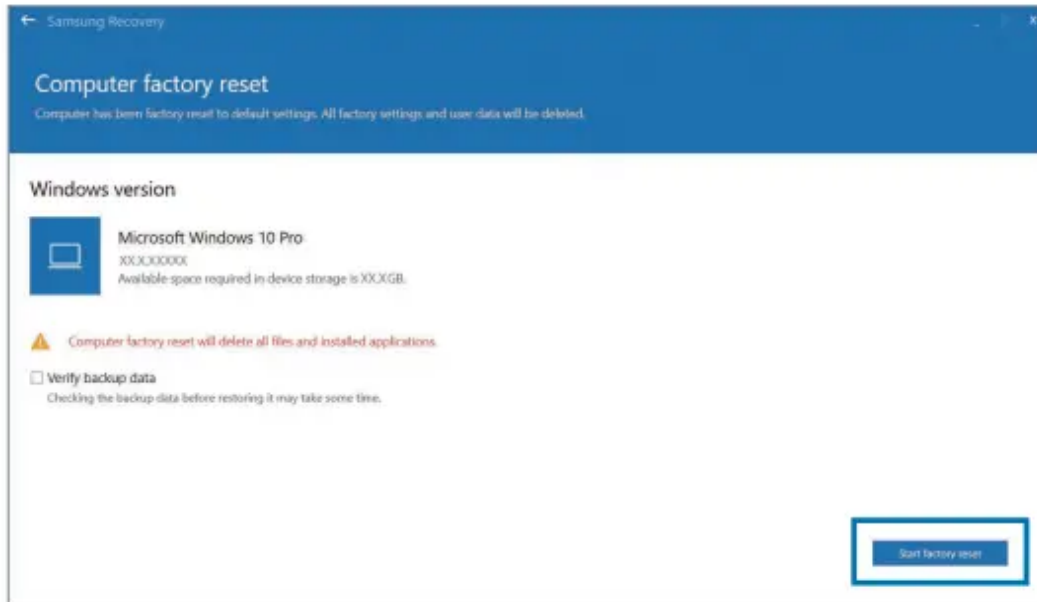 Samsung Recovery
Computer factory reset
Computer has been factory reset to default settings. All factory settings and user data will be deleted.
Windows version
Microsoft Windows 10 Pro
XX.X.XXXXX
Available space required in device storage is XX.XGB.
Computer factory reset will delete all files and installed applications.
Verify backup data
Checking the backup data before restoring it may take some time.
Start factory reset